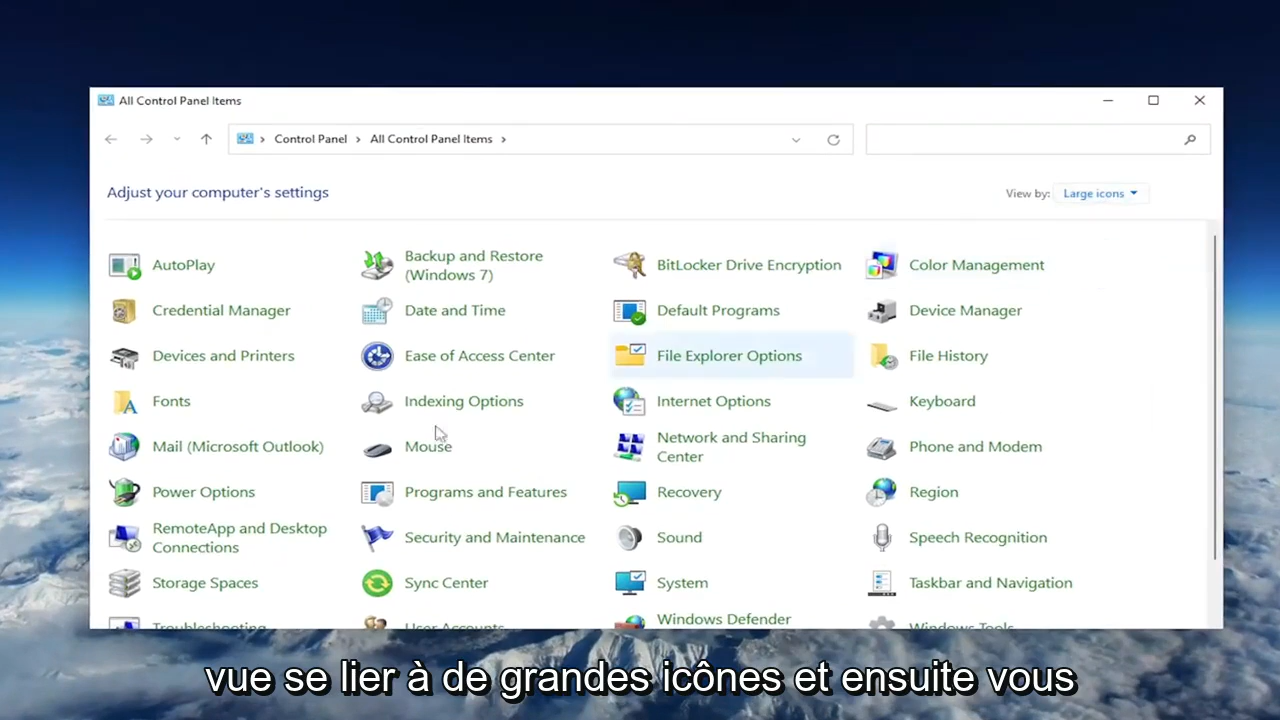 All Control Panel Items
Control Panel > All Control Panel Items >
Adjust your computer's settings
View by: Large icons
AutoPlay
Backup and Restore
(Windows 7)
BitLocker Drive Encryption
Color Management
Credential Manager
Date and Time
Default Programs
Device Manager
Devices and Printers
Ease of Access Center
File Explorer Options
File History
Fonts
Indexing Options
Internet Options
Keyboard
Mail (Microsoft Outlook)
Mouse
Network and Sharing
Center
Phone and Modem
Power Options
Programs and Features
Recovery
Region
RemoteApp and Desktop
Connections
Security and Maintenance
Sound
Speech Recognition
Storage Spaces
Sync Center
System
Taskbar and Navigation
Troubleshooting
User Accounts
Windows Defender
Windows Tools
vue se lier à de grandes icônes et ensuite vous